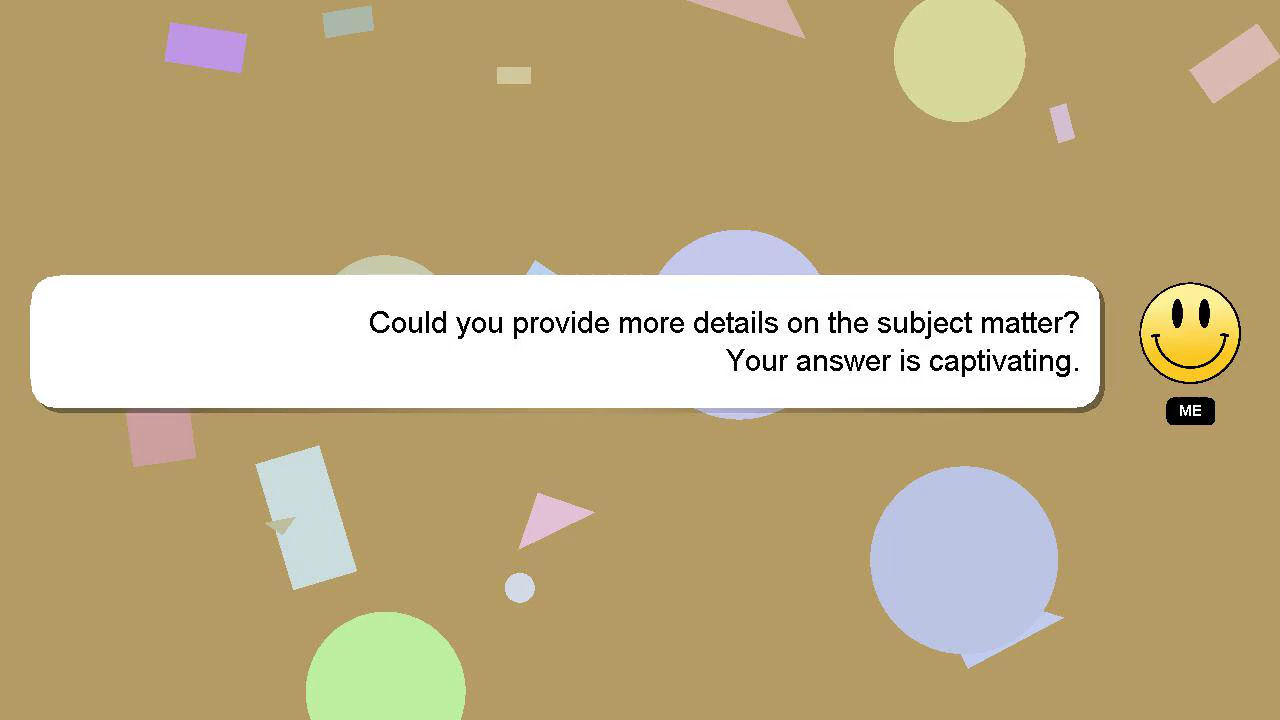 Could you provide more details on the subject matter?
Your answer is captivating.
ME